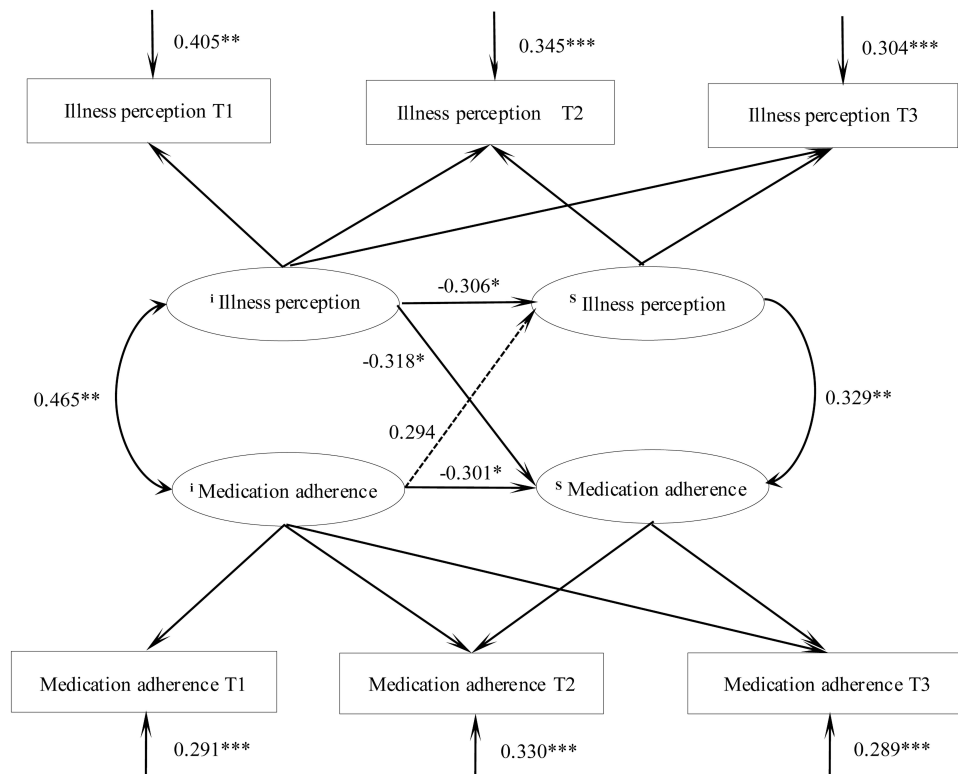 0.405**
0.345***
0.304***
Illness perception T1
Illness perception T2
Illness perception T3
i Illness perception
-0.306*
S Illness perception
-0.318*
0.465**
0.329**
0.294
-0.301*
i Medication adherence
S Medication adherence
Medication adherence T1
Medication adherence T2
Medication adherence T3
0.291***
0.330***
0.289***